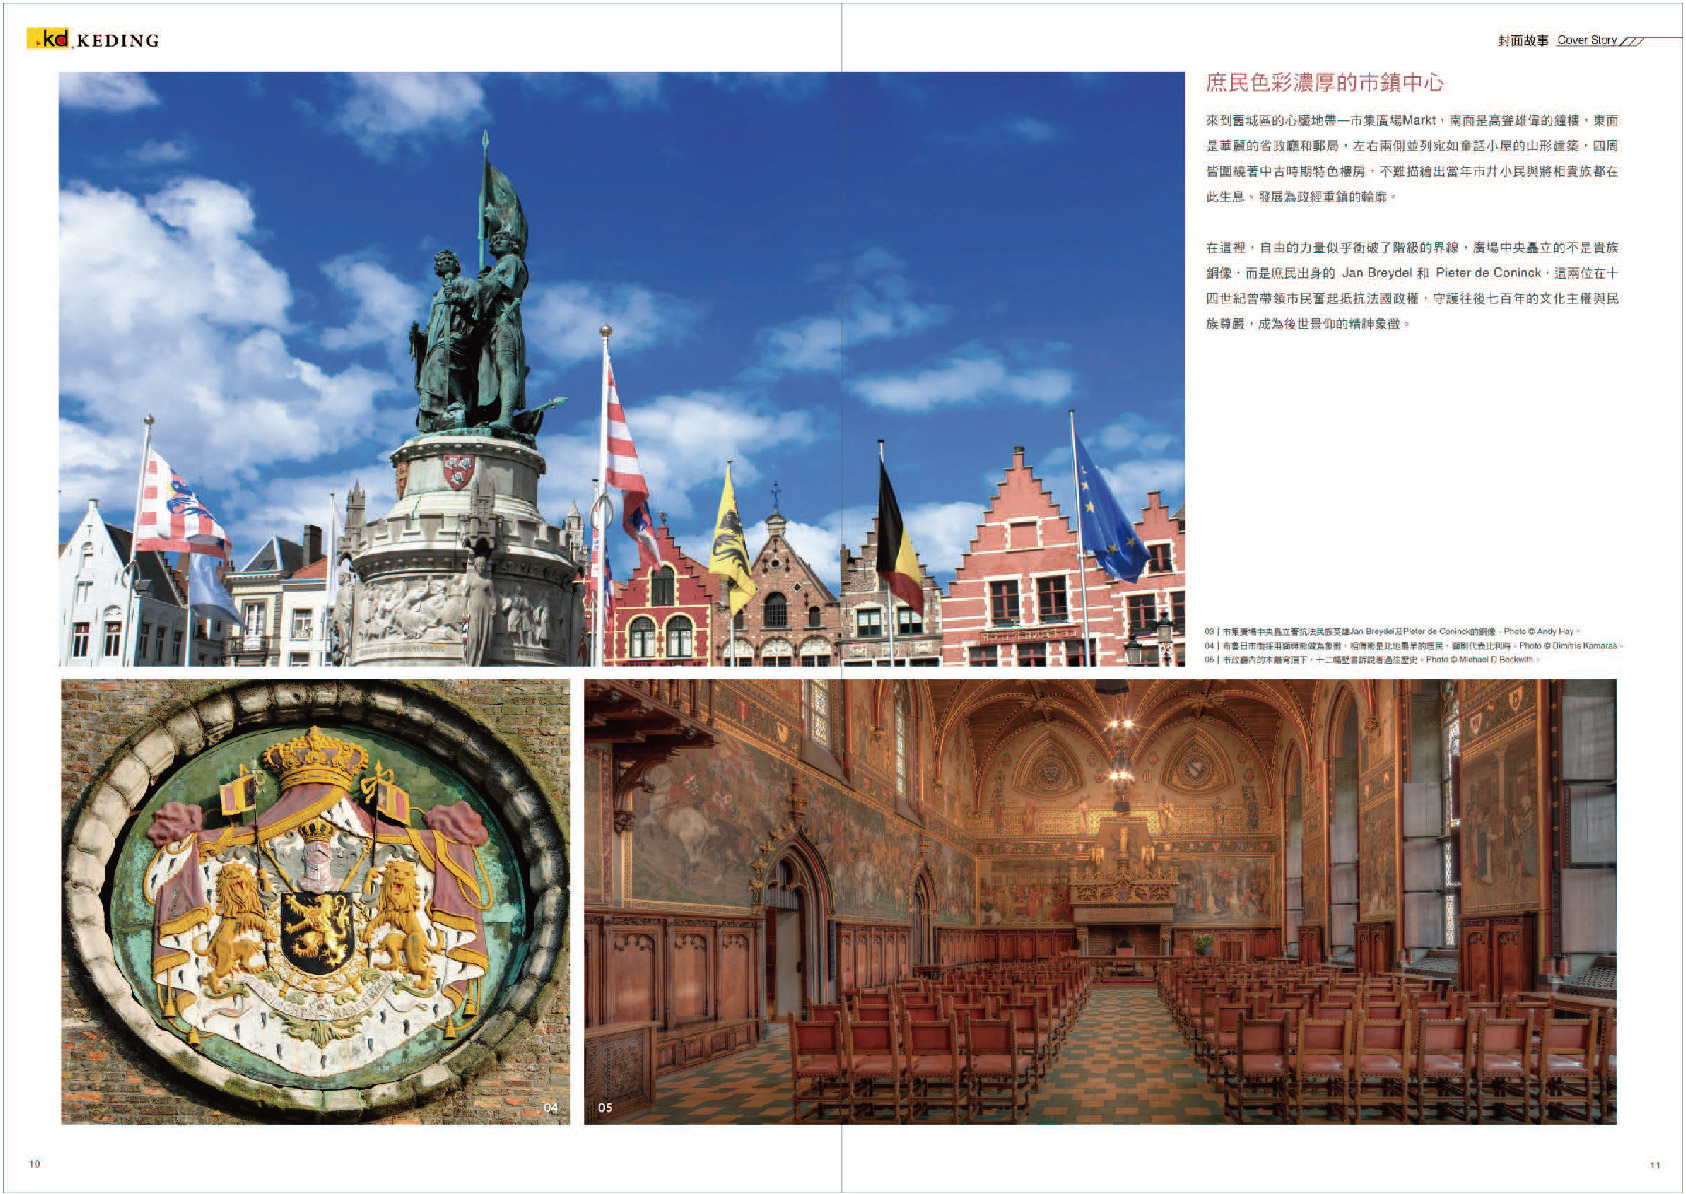 kd KEDING
封面故事 Cover Story
庶民色彩濃厚的市鎮中心
來到舊城區的心臟地帶—市集廣場Markt，南面是高聳雄偉的鐘樓，東面
是華麗的省政廳和郵局，左右兩側並列宛如童話小屋的山形建築，四周
皆圍繞著中古時期特色樓房，不難描繪出當年市井小民與將相貴族都在
此生息、發展為政經重鎮的輪廓。
在這裡，自由的力量似乎衝破了階級的界線，廣場中央矗立的不是貴族
銅像，而是庶民出身的 Jan Breydel 和 Pieter de Coninck，這兩位在十
四世紀曾帶領市民奮起抵抗法國政權，守護往後七百年的文化主權與民
族尊嚴，成為後世景仰的精神象徵。
03 | 市集廣場中央矗立著抗法民族英雄Jan Breydel及Pieter de Coninck的銅像。Photo © Andy Hay。
04 | 布魯日市徽採用獅與熊做為象徵，相傳熊是此地最早的居民，獅則代表比利時。Photo © Dimitris Kamaras。
05 | 市政廳內的木雕穹頂下，十二幅壁畫訴說著過往歷史。Photo © Michael D Beckwith。
04
05
10
11